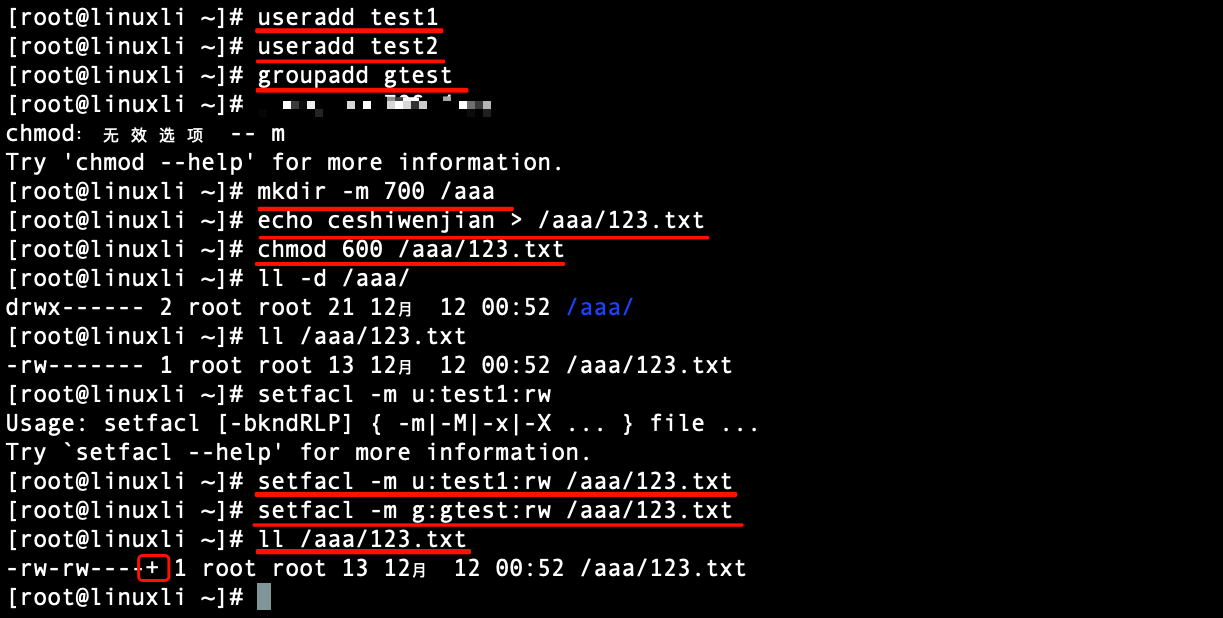 [root@linuxli ~]# useradd test1
[root@linuxli ~]# useradd test2
[root@linuxli ~]# groupadd gtest
[root@linuxli ~]#
chmod: 无效选项 -- m
Try 'chmod --help' for more information.
[root@linuxli ~]# mkdir -m 700 /aaa
[root@linuxli ~]# echo ceshiwenjian > /aaa/123.txt
[root@linuxli ~]# chmod 600 /aaa/123.txt
[root@linuxli ~]# ll -d /aaa/
drwx------ 2 root root 21 12月  12 00:52 /aaa/
[root@linuxli ~]# ll /aaa/123.txt
-rw------- 1 root root 13 12月  12 00:52 /aaa/123.txt
[root@linuxli ~]# setfacl -m u:test1:rw
Usage: setfacl [-bkndRLP] { -m|-M|-x|-X ... } file ...
Try `setfacl --help' for more information.
[root@linuxli ~]# setfacl -m u:test1:rw /aaa/123.txt
[root@linuxli ~]# setfacl -m g:gtest:rw /aaa/123.txt
[root@linuxli ~]# ll /aaa/123.txt
-rw-rw----+ 1 root root 13 12月  12 00:52 /aaa/123.txt
[root@linuxli ~]#